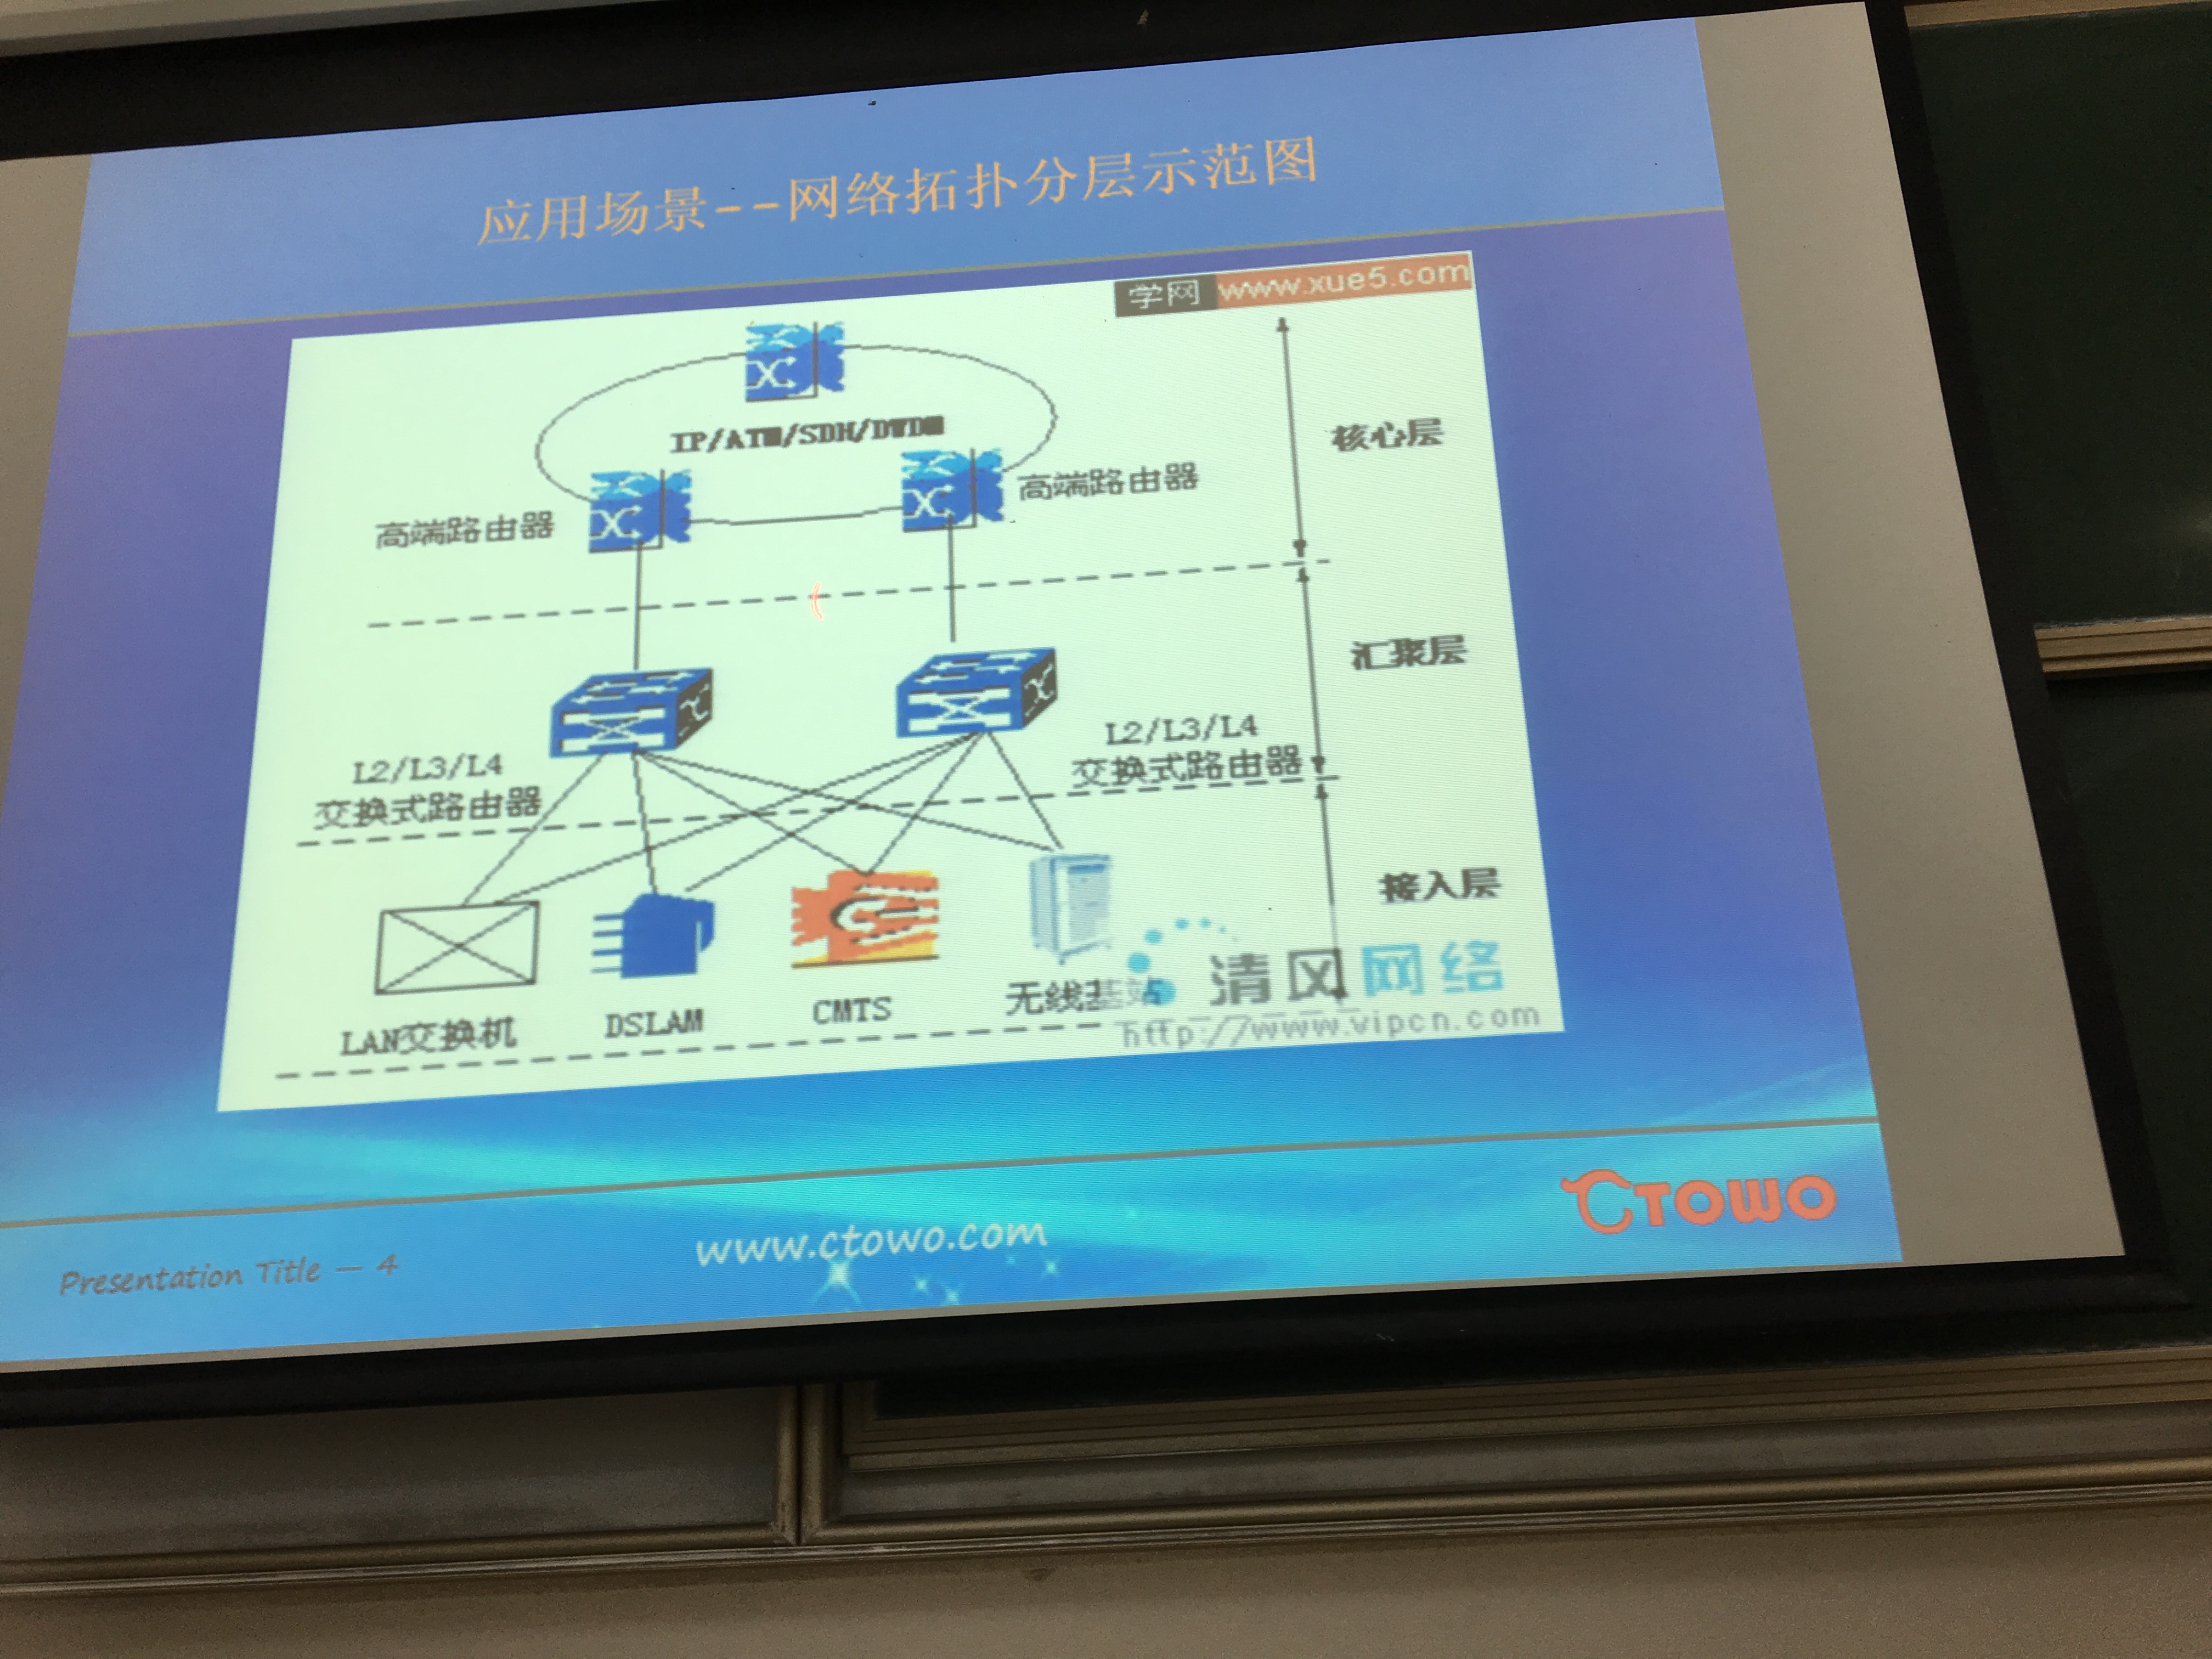 应用场景--网络拓扑分层示范图
学网 www.xue5.com
IP/ATM/SDH/DWDM
核心层
高端路由器
高端路由器
汇聚层
L2/L3/L4
交换式路由器
L2/L3/L4
交换式路由器
接入层
LAN交换机
DSLAM
CMTS
无线基站
清风网络
http://www.vipcn.com
Presentation Title — 4
www.ctowo.com
CTOWO